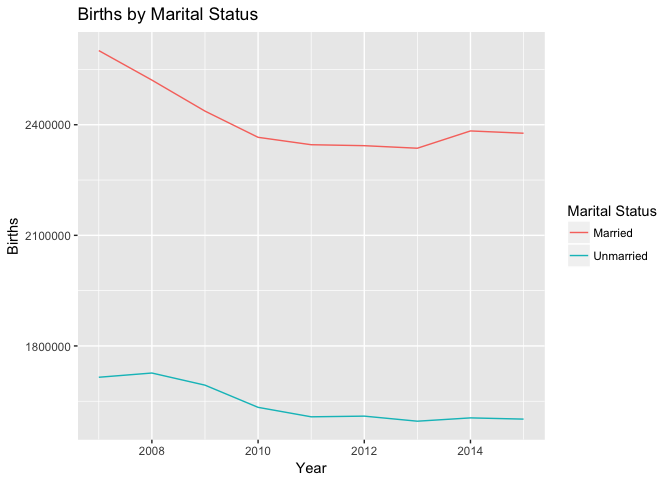 Births by Marital Status
2400000
2100000
1800000
Births
2008
2010
2012
2014
Year
Marital Status
Married
Unmarried